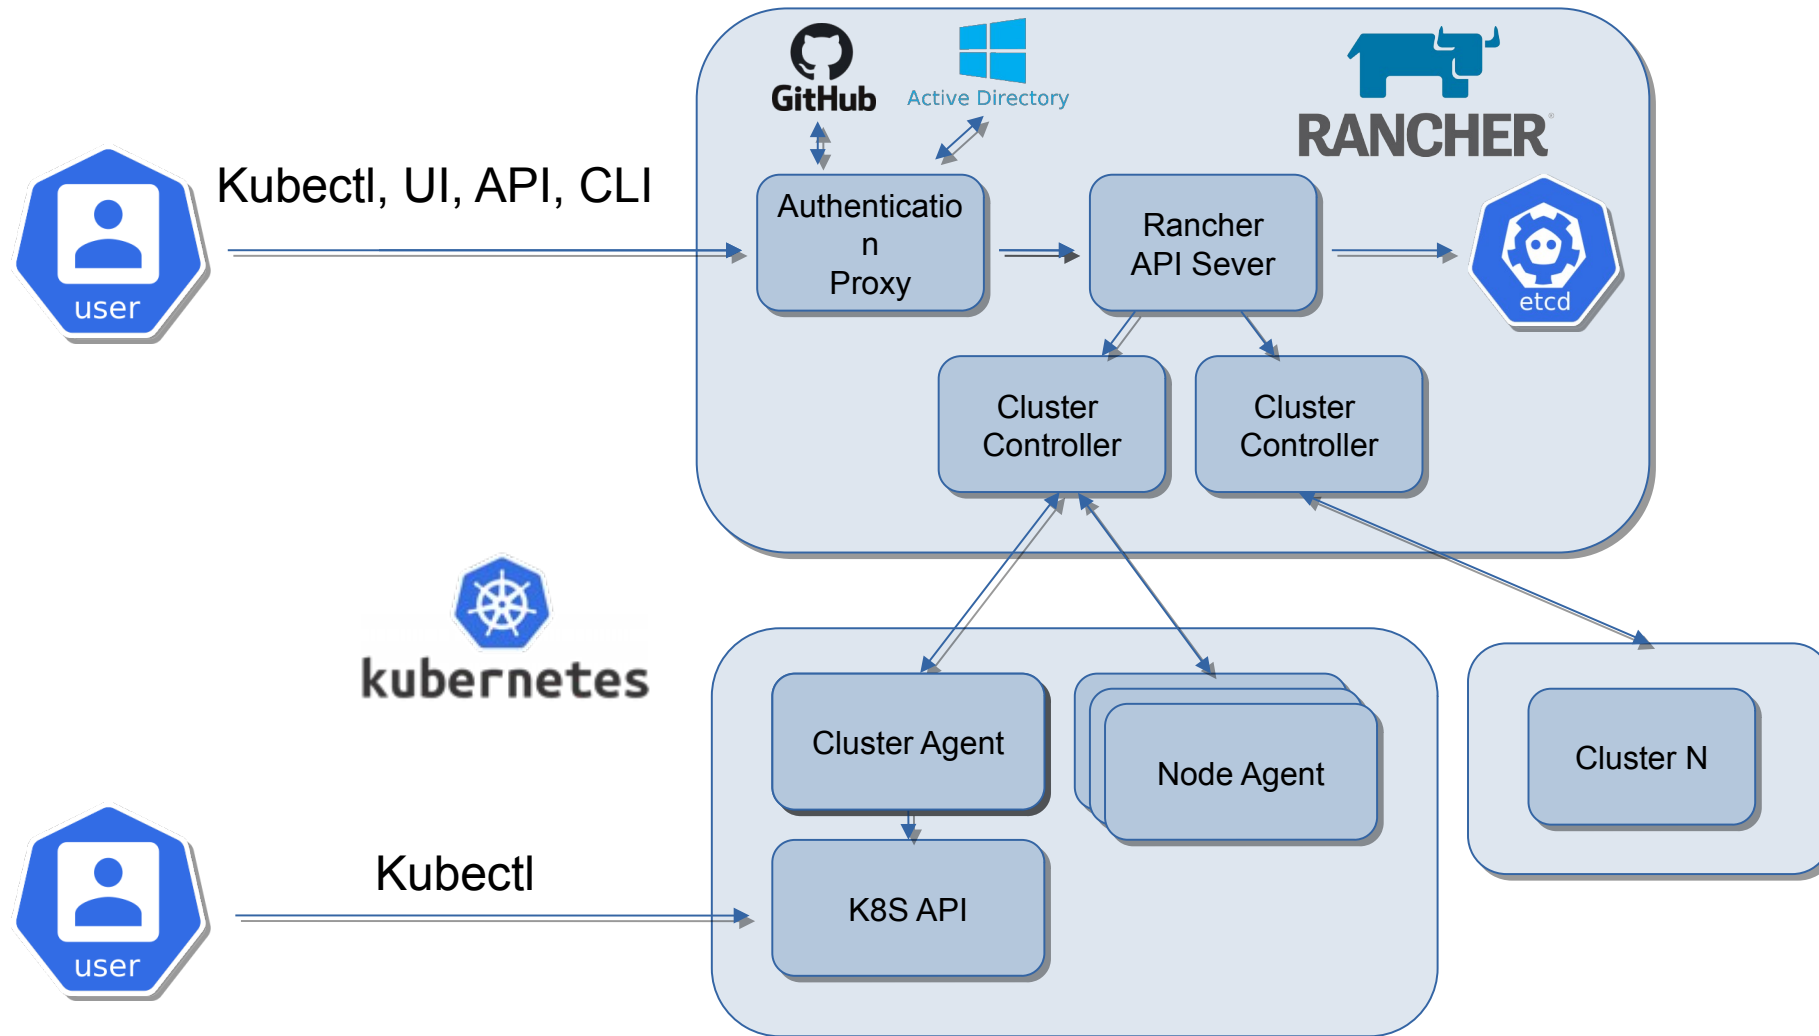 GitHub
Active Directory
RANCHER®
Kubectl, UI, API, CLI
user
Authenticatio
n
Proxy
Rancher
API Sever
etcd
Cluster
Controller
Cluster
Controller
kubernetes
Cluster Agent
Node Agent
Cluster N
Kubectl
user
K8S API